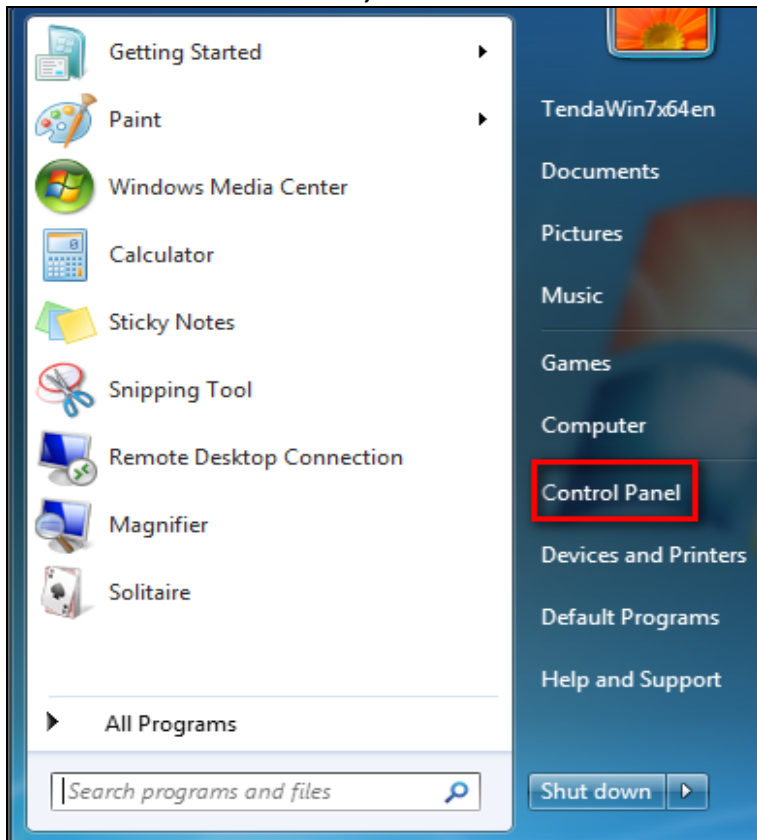 Getting Started
Paint
Windows Media Center
Calculator
Sticky Notes
Snipping Tool
Remote Desktop Connection
Magnifier
Solitaire
All Programs
Search programs and files
TendaWin7x64en
Documents
Pictures
Music
Games
Computer
Control Panel
Devices and Printers
Default Programs
Help and Support
Shut down